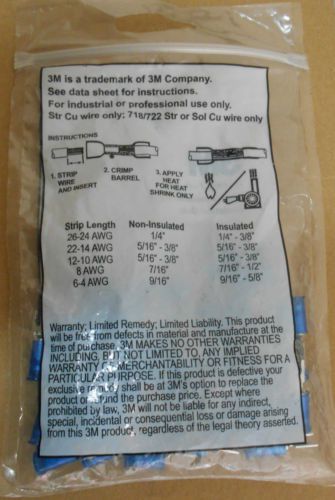 3M is a trademark of 3M Company.
See data sheet for instructions.
For industrial or professional use only.
Str Cu wire only; 718/722 Str or Sol Cu wire only
INSTRUCTIONS
1. STRIP WIRE AND INSERT
2. CRIMP BARREL
3. APPLY HEAT FOR HEAT SHRINK ONLY
Strip Length Non-Insulated Insulated
26-24 AWG 1/4" 1/4" - 3/8"
22-14 AWG 5/16" - 3/8" 5/16" - 3/8"
12-10 AWG 5/16" - 3/8" 5/16" - 3/8"
8 AWG 7/16" 7/16" - 1/2"
6-4 AWG 9/16" 9/16" - 5/8"
Warranty; Limited Remedy; Limited Liability. This product
will be free from defects in material and manufacture at the
time of purchase. 3M MAKES NO OTHER WARRANTIES
INCLUDING, BUT NOT LIMITED TO, ANY IMPLIED
WARRANTY OF MERCHANTABILITY OR FITNESS FOR A
PARTICULAR PURPOSE. If this product is defective your
exclusive remedy shall be at 3M's option to replace the
product or refund the purchase price. Except where
prohibited by law, 3M will not be liable for any indirect,
special, incidental or consequential loss or damage arising
from this 3M product, regardless of the legal theory asserted.